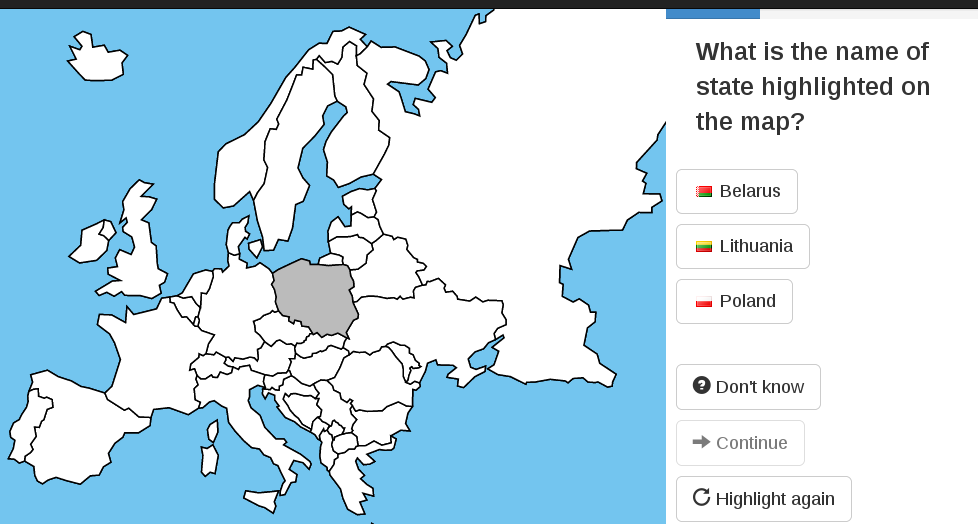 What is the name of
state highlighted on
the map?
Belarus
Lithuania
Poland
Don't know
Continue
Highlight again